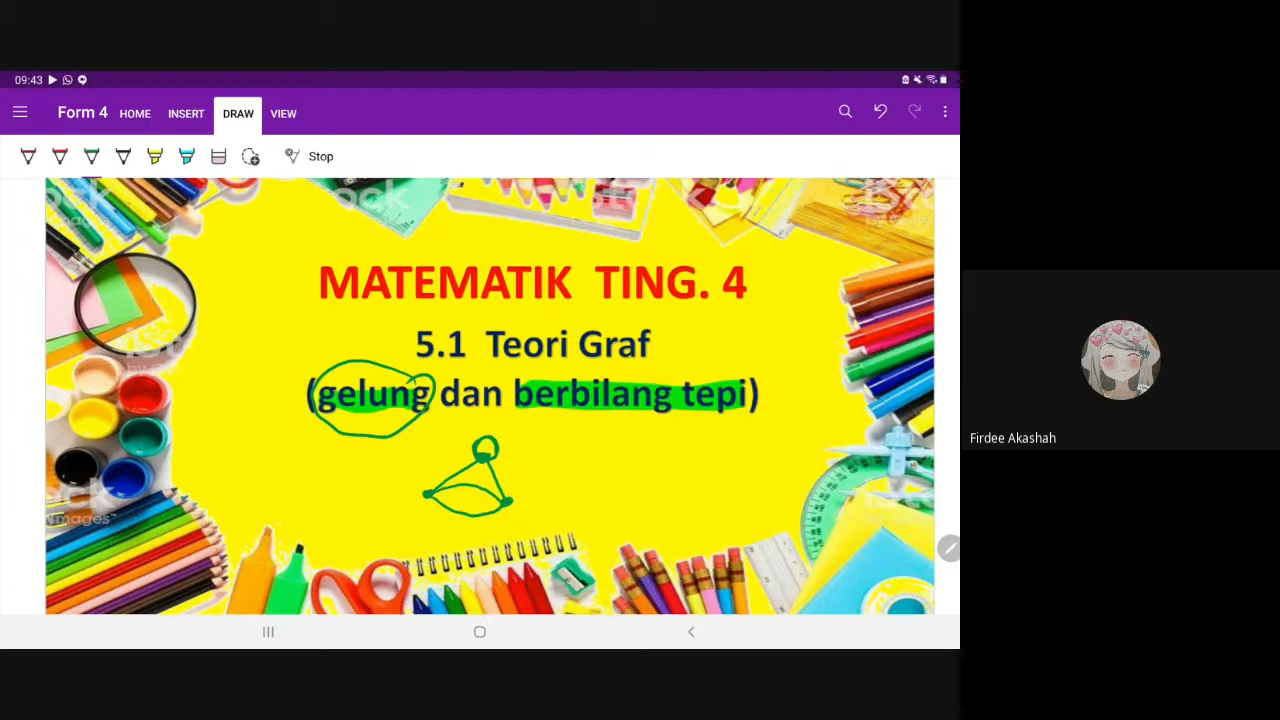 09:43
Form 4 HOME INSERT DRAW VIEW
Stop
MATEMATIK TING. 4
5.1 Teori Graf
(gelung dan berbilang tepi)
Firdee Akashah